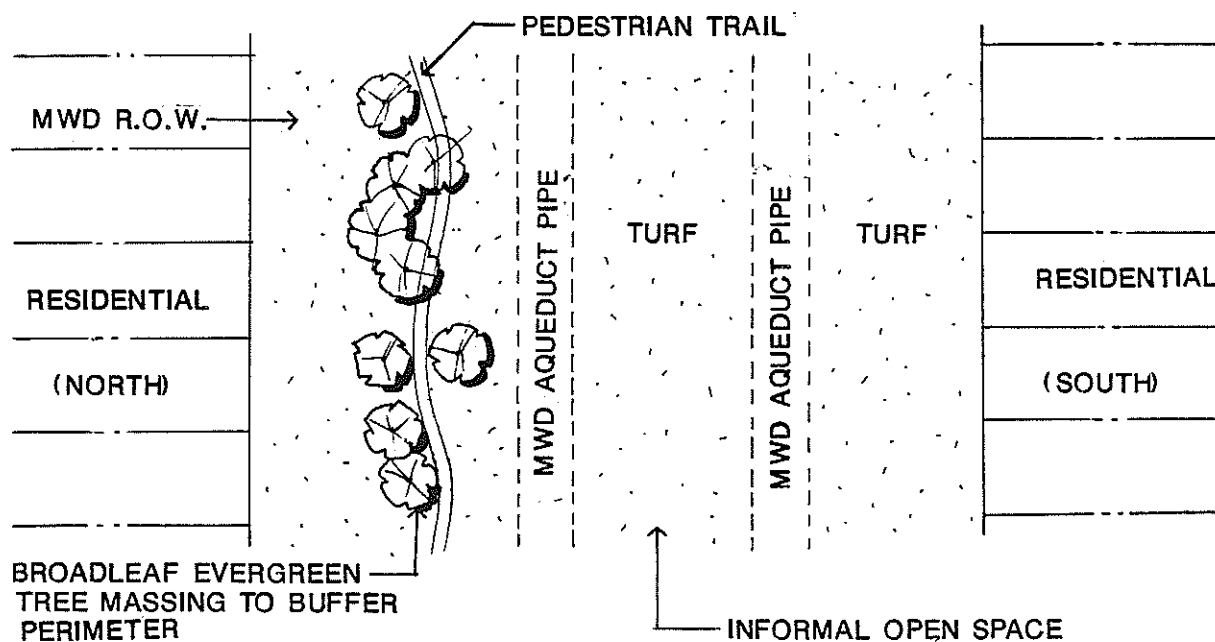 PEDESTRIAN TRAIL
MWD R.O.W.
RESIDENTIAL
(NORTH)
MWD AQUEDUCT PIPE
TURF
MWD AQUEDUCT PIPE
TURF
RESIDENTIAL
(SOUTH)
BROADLEAF EVERGREEN
TREE MASSING TO BUFFER
PERIMETER
INFORMAL OPEN SPACE